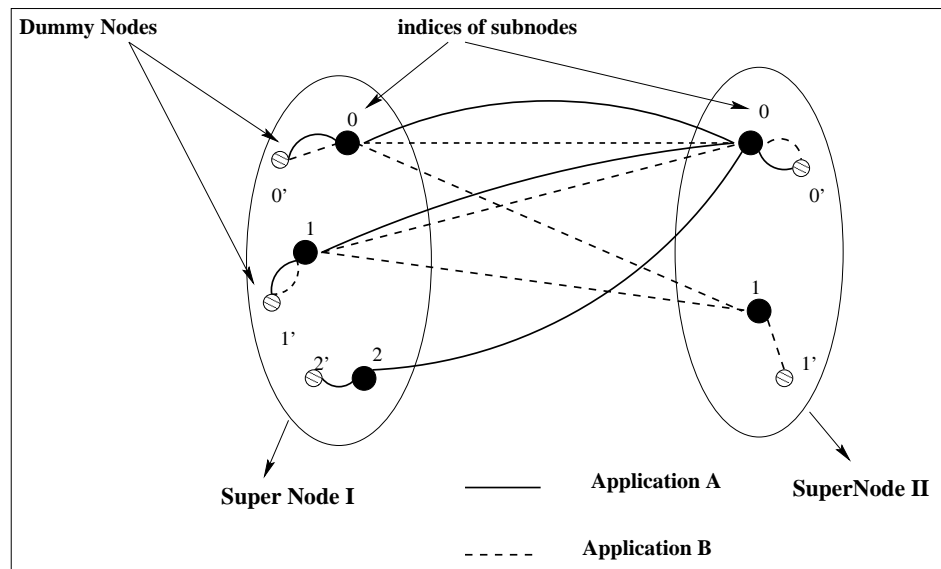 Dummy Nodes
indices of subnodes
0
0
0'
0'
1
1
1'
2'
2
1'
Super Node I
Application A
SuperNode II
Application B